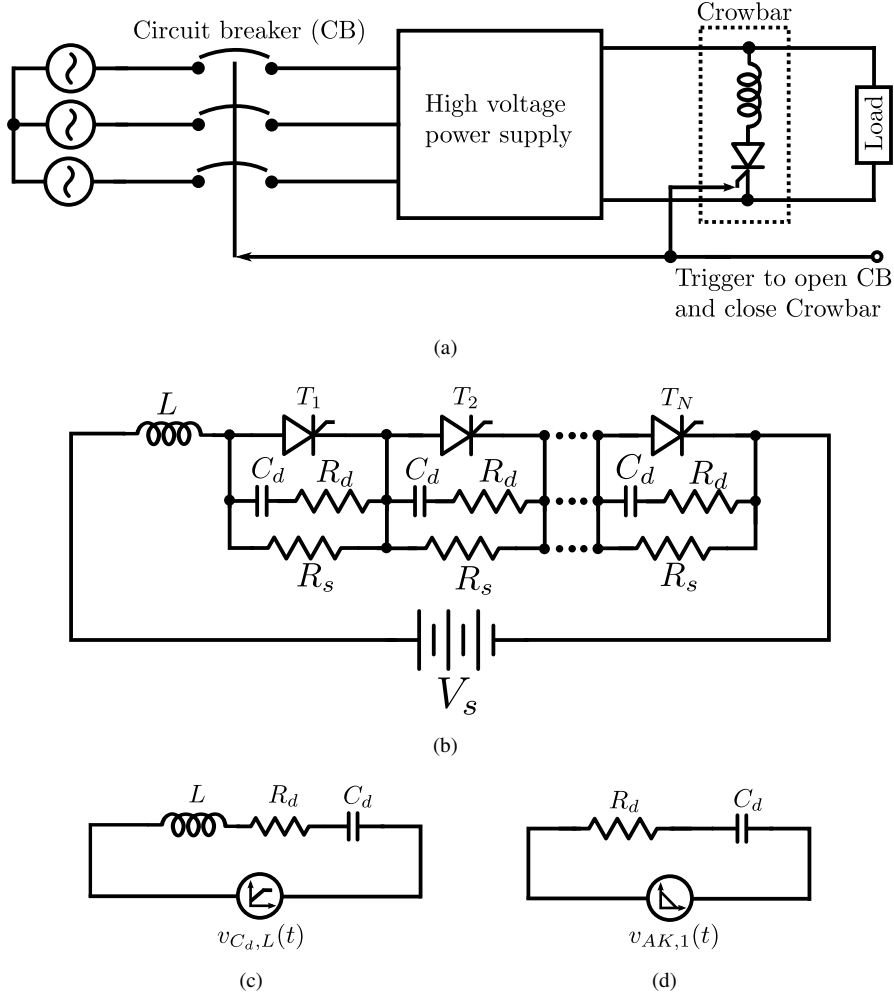 Crowbar
Circuit breaker (CB)
High voltage
power supply
Load
Trigger to open CB
and close Crowbar
(a)
L
T1
T2
TN
Cd
Rd
Cd
Rd
Cd
Rd
Rs
Rs
Rs
Vs
(b)
L
Rd
Cd
Rd
Cd
vCd,L(t)
vAK,1(t)
(c)
(d)